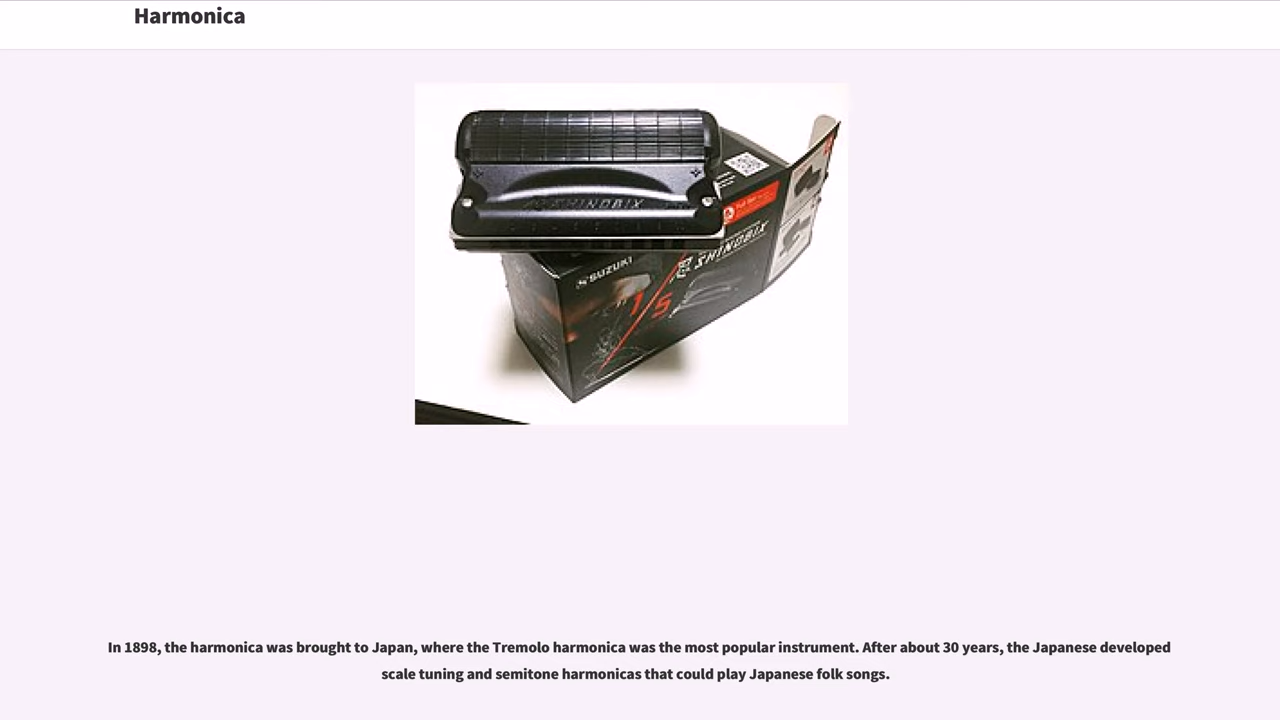 Harmonica
SHINOBIX
SUZUKI
SHINOBIX
1/5
In 1898, the harmonica was brought to Japan, where the Tremolo harmonica was the most popular instrument. After about 30 years, the Japanese developed
scale tuning and semitone harmonicas that could play Japanese folk songs.